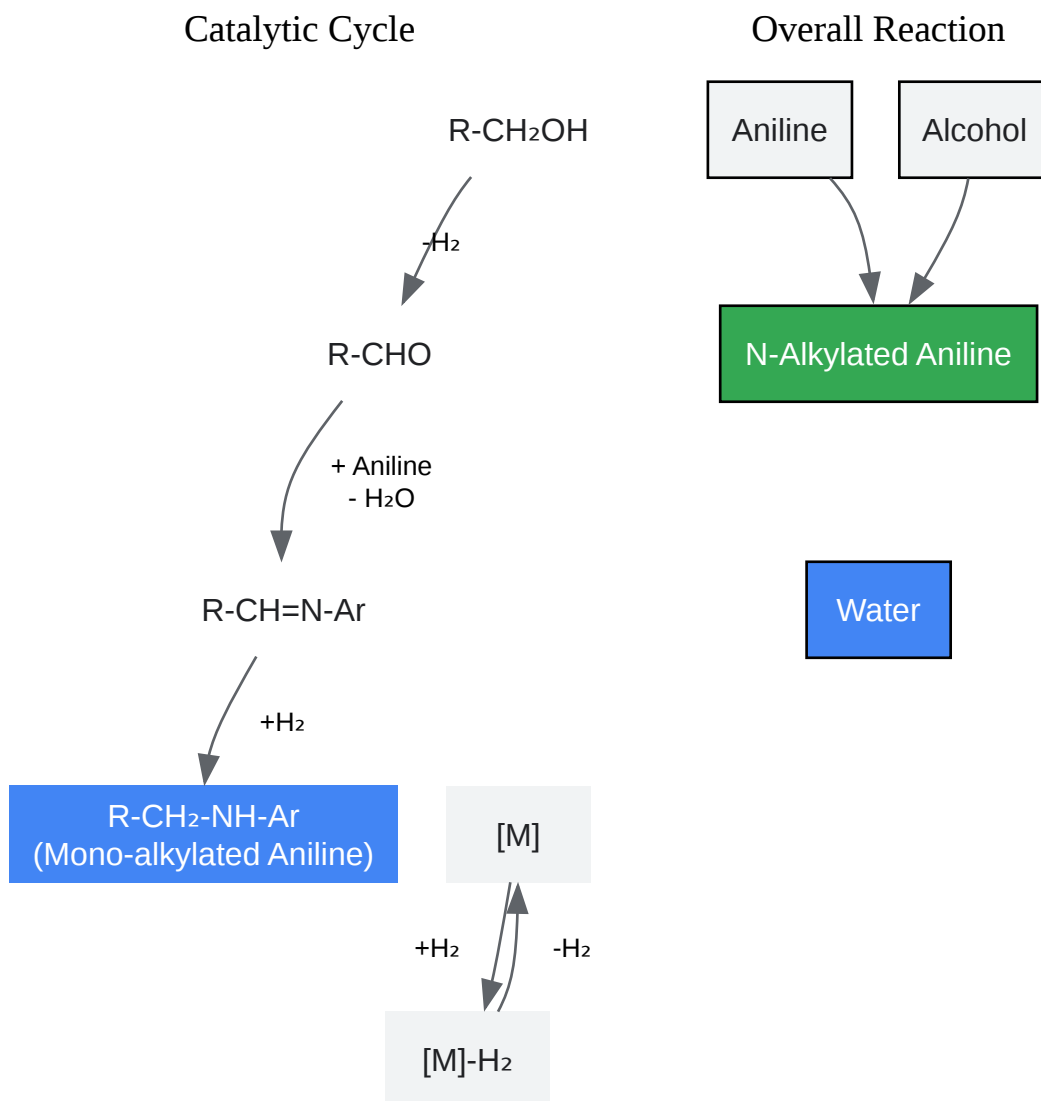 Catalytic Cycle
Overall Reaction
R-CH₂OH
Aniline
Alcohol
-H₂
R-CHO
N-Alkylated Aniline
+ Aniline
- H₂O
R-CH=N-Ar
Water
+H₂
R-CH₂-NH-Ar
(Mono-alkylated Aniline)
[M]
+H₂
-H₂
[M]-H₂